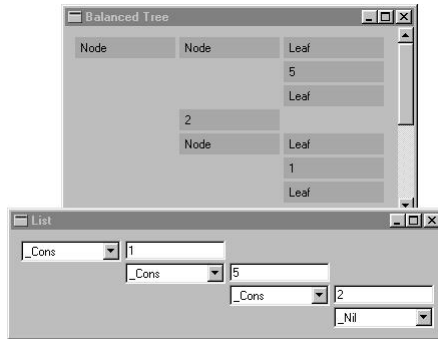 Balanced Tree
Node Node Leaf
5
Leaf
2
Node Leaf
1
Leaf
List
_Cons 1
_Cons 5
_Cons 2
_Nil